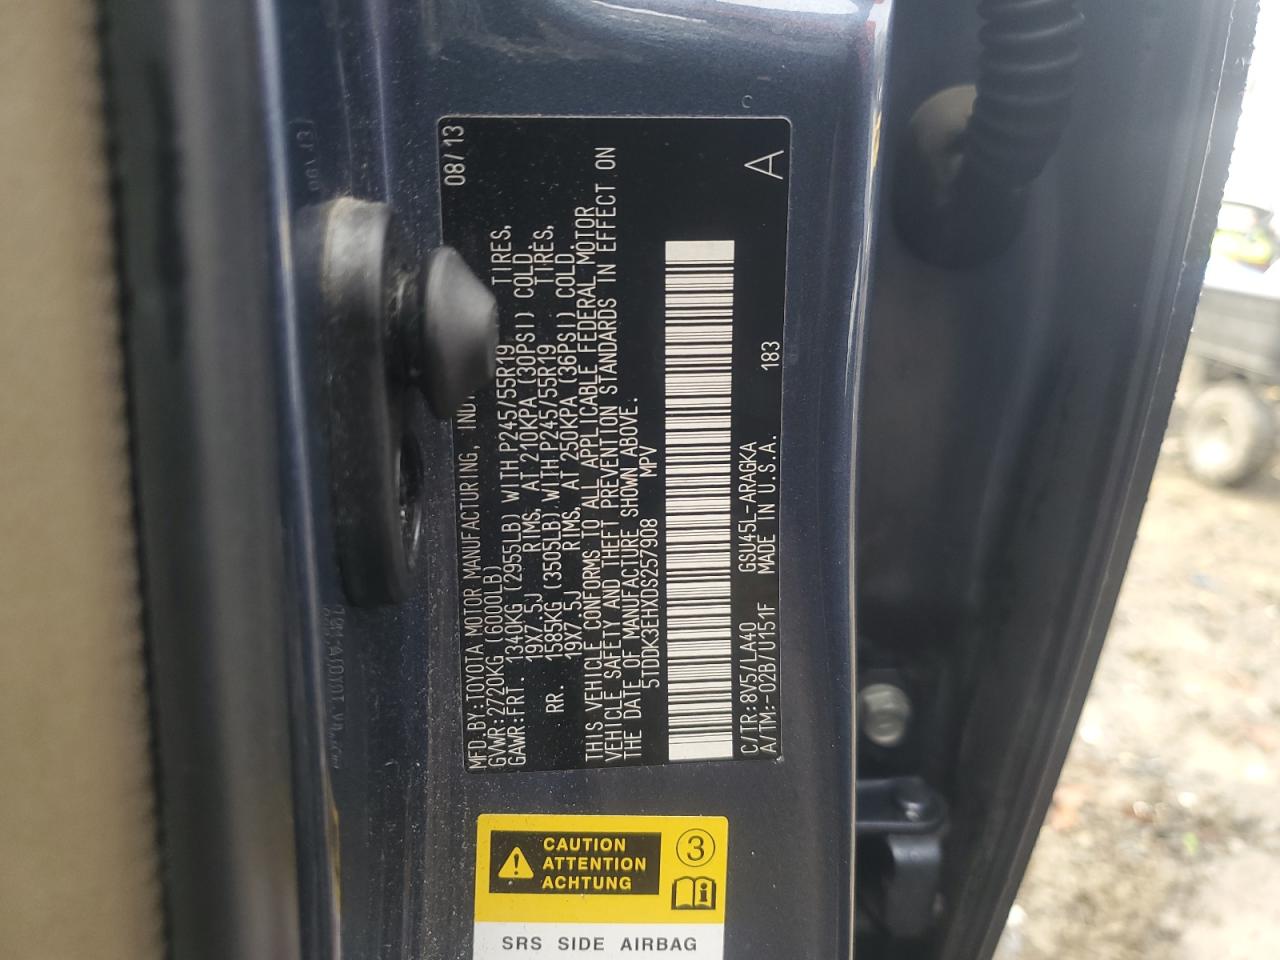 MFD.BY:TOYOTA MOTOR MANUFACTURING, 08/13
GVWR:2720KG (6000LB)
GAWR:FRT. 1340KG (2955LB) WITH P245/55R19 TIRES,
19X7.5J RIMS, AT 210KPA (30PSI) COLD.
RR. 1585KG (3505LB) WITH P245/55R19 TIRES,
19X7.5J RIMS, AT 250KPA (36PSI) COLD.
THIS VEHICLE CONFORMS TO ALL APPLICABLE FEDERAL MOTOR
VEHICLE SAFETY AND THEFT PREVENTION STANDARDS IN EFFECT ON
THE DATE OF MANUFACTURE SHOWN ABOVE.
5TDDK3EHXDS257908 MPV
C/TR:8V5/LA40 GSU45L-ARAGKA 183
A/TM:-02B/U151F MADE IN U.S.A. A
CAUTION
ATTENTION
ACHTUNG
3
SRS SIDE AIRBAG